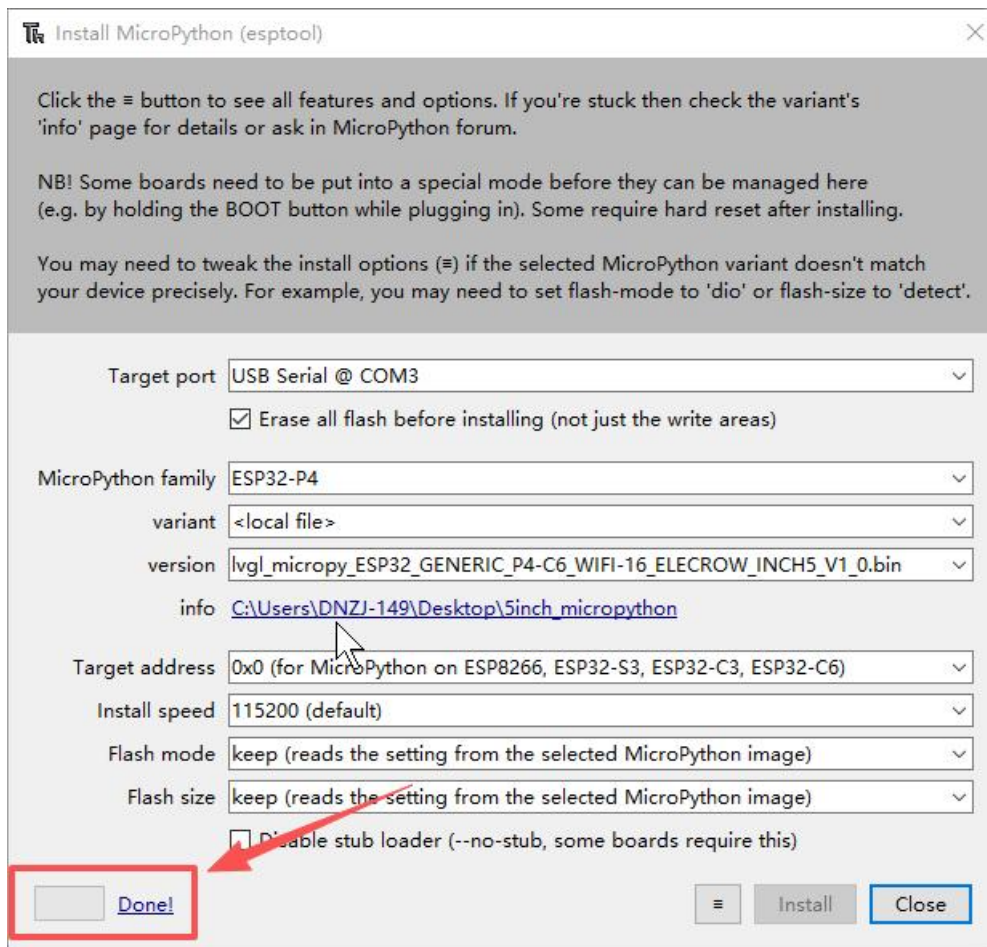 Install MicroPython (esptool)
Click the ≡ button to see all features and options. If you're stuck then check the variant's
'info' page for details or ask in MicroPython forum.
NB! Some boards need to be put into a special mode before they can be managed here
(e.g. by holding the BOOT button while plugging in). Some require hard reset after installing.
You may need to tweak the install options (≡) if the selected MicroPython variant doesn't match
your device precisely. For example, you may need to set flash-mode to 'dio' or flash-size to 'detect'.
Target port USB Serial @ COM3
Erase all flash before installing (not just the write areas)
MicroPython family ESP32-P4
variant <local file>
version lvgl_micropy_ESP32_GENERIC_P4-C6_WIFI-16_ELECROW_INCH5_V1_0.bin
info C:\Users\DNZJ-149\Desktop\5inch_micropython
Target address 0x0 (for MicroPython on ESP8266, ESP32-S3, ESP32-C3, ESP32-C6)
Install speed 115200 (default)
Flash mode keep (reads the setting from the selected MicroPython image)
Flash size keep (reads the setting from the selected MicroPython image)
Disable stub loader (--no-stub, some boards require this)
Done! ≡ Install Close